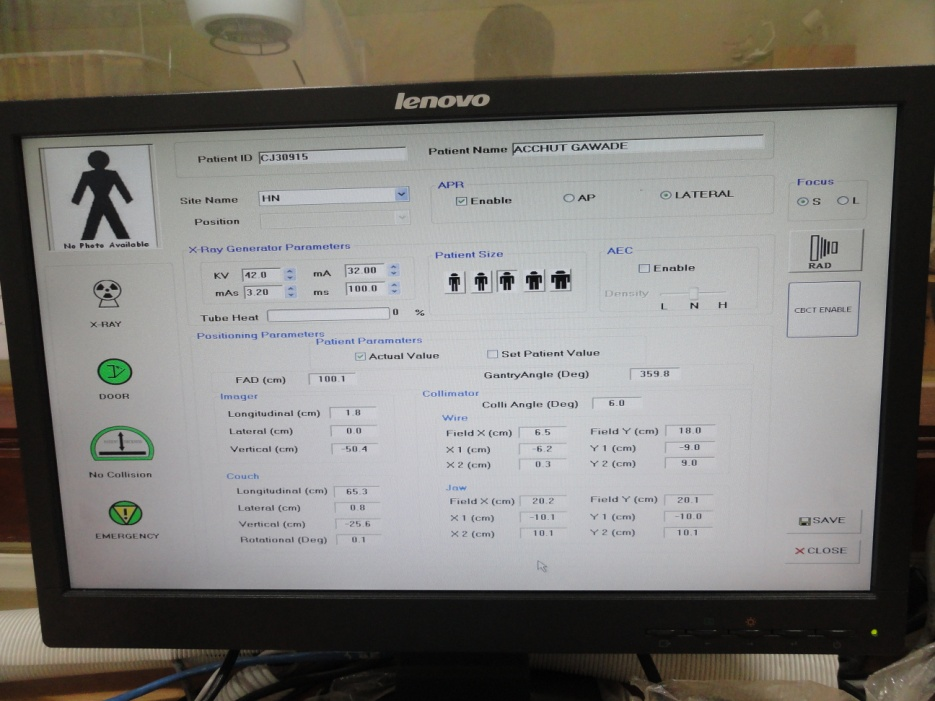 lenovo
Patient ID CJ30915 Patient Name ACCHUT GAWADE
No Photo Available
Site Name HN
Position
APR
Enable AP LATERAL
Focus
S L
X-Ray Generator Parameters
KV 42.0 mA 32.00
mAs 3.20 ms 100.0
Tube Heat 0 %
Patient Size
AEC
Enable
Density
L N H
RAD
CBCT ENABLE
X-RAY
DOOR
No Collision
EMERGENCY
Positioning Parameters
Patient Paramaters
Actual Value Set Patient Value
FAD (cm) 100.1 GantryAngle (Deg) 359.8
Imager
Longitudinal (cm) 1.8
Lateral (cm) 0.0
Vertical (cm) -50.4
Couch
Longitudinal (cm) 65.3
Lateral (cm) 0.8
Vertical (cm) -25.6
Rotational (Deg) 0.1
Collimator
Colli Angle (Deg) 6.0
Wire
Field X (cm) 6.5 Field Y (cm) 18.0
X 1 (cm) -6.2 Y 1 (cm) -9.0
X 2 (cm) 0.3 Y 2 (cm) 9.0
Jaw
Field X (cm) 20.2 Field Y (cm) 20.1
X 1 (cm) -10.1 Y 1 (cm) -10.0
X 2 (cm) 10.1 Y 2 (cm) 10.1
SAVE
CLOSE